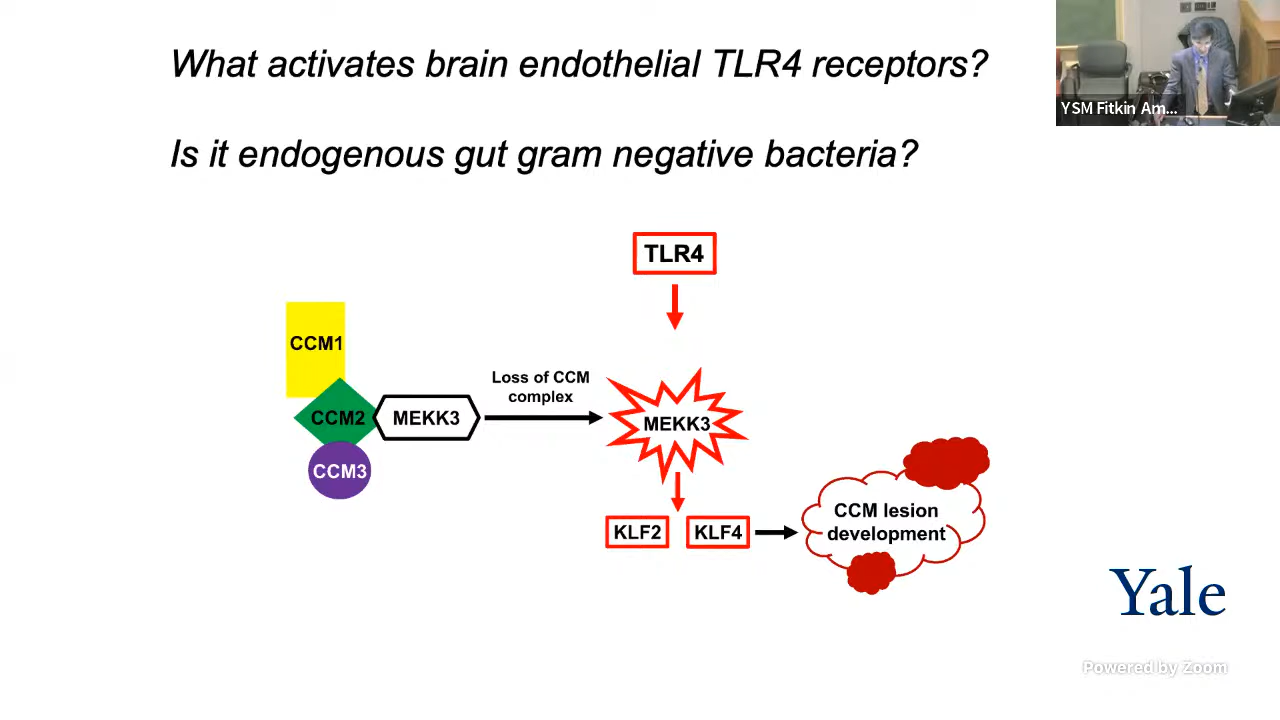 What activates brain endothelial TLR4 receptors?
Is it endogenous gut gram negative bacteria?
YSM Fitkin Am...
TLR4
CCM1
CCM2
MEKK3
CCM3
Loss of CCM
complex
MEKK3
KLF2
KLF4
CCM lesion
development
Yale
Powered by Zoom